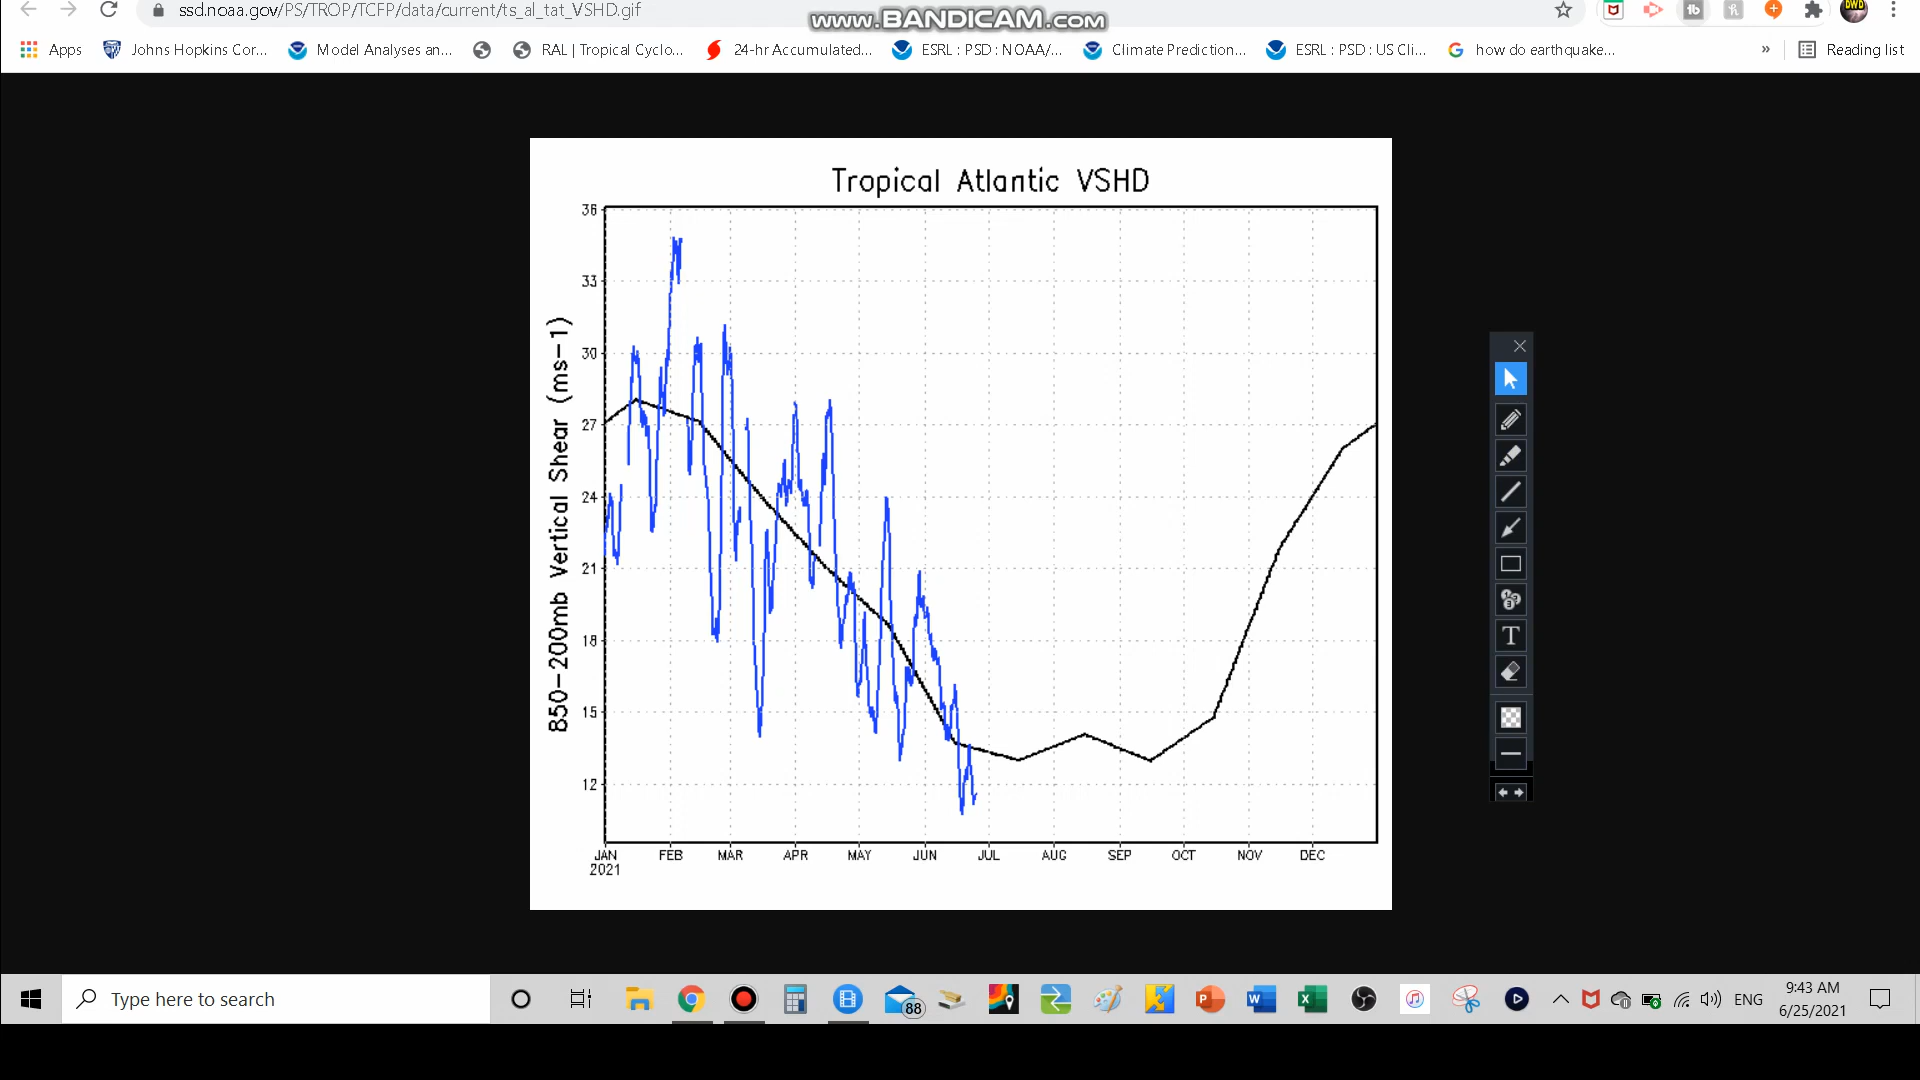 ssd.noaa.gov/PS/TROP/TCFP/data/current/ts_al_tat_VSHD.gif
www.BANDICAM.com
Apps
Johns Hopkins Cor...
Model Analyses an...
RAL | Tropical Cyclo...
24-hr Accumulated...
ESRL : PSD : NOAA/...
Climate Prediction...
ESRL : PSD : US Cli...
how do earthquake...
»
Reading list
Tropical Atlantic VSHD
850-200mb Vertical Shear (ms-1)
36
33
30
27
24
21
18
15
12
JAN FEB MAR APR MAY JUN JUL AUG SEP OCT NOV DEC
2021
T
Type here to search
88
ENG
9:43 AM
6/25/2021